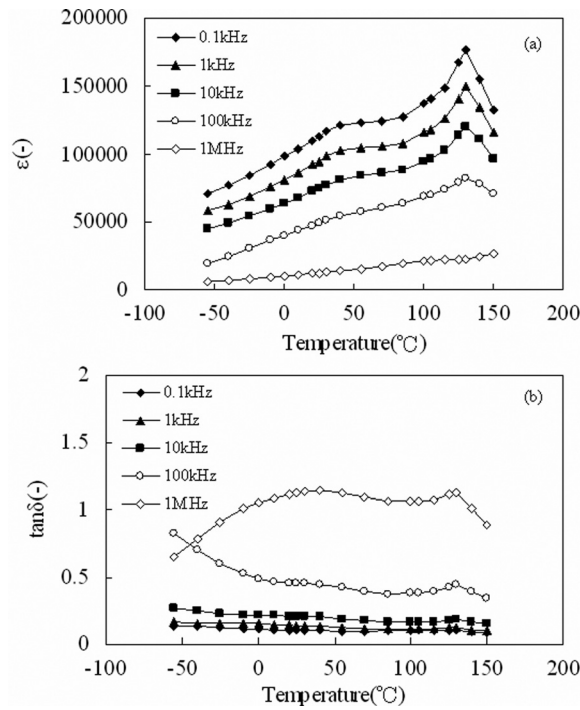 200000
150000
100000
50000
0
ε(-)
0.1kHz
1kHz
10kHz
100kHz
1MHz
(a)
-100 -50 0 50 100 150 200
Temperature(℃)
2
1.5
1
0.5
0
tanδ(-)
0.1kHz
1kHz
10kHz
100kHz
1MHz
(b)
-100 -50 0 50 100 150 200
Temperature(℃)